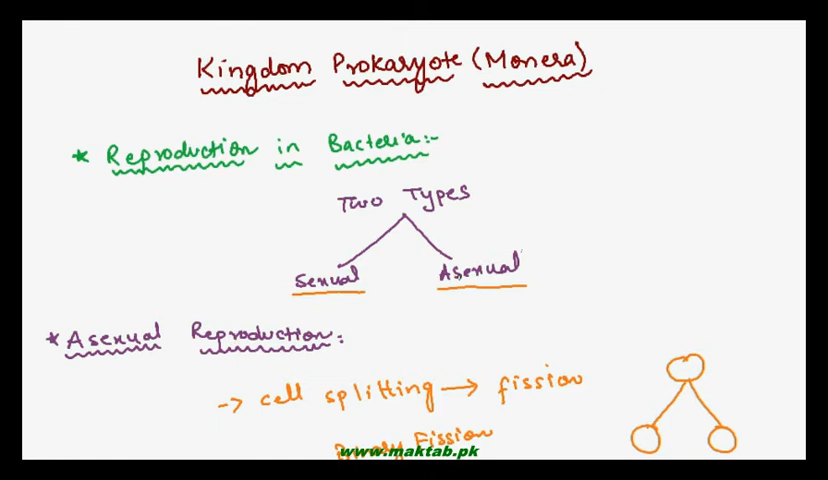 Kingdom Prokaryote (Monera)
* Reproduction in Bacteria:-
Two Types
Sexual Asexual
* Asexual Reproduction:
→ cell splitting → fission
Binary Fission
www.maktab.pk